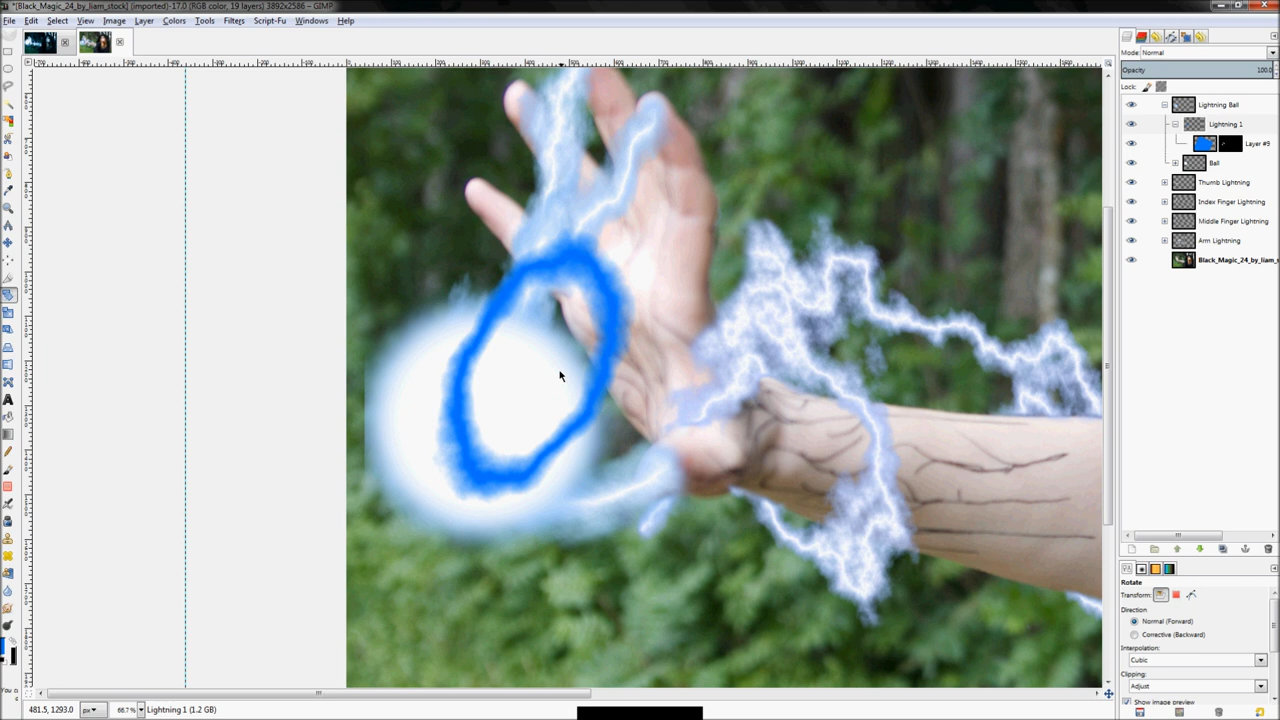 *[Black_Magic_24_by_liam_stock] (imported)-17.0 (RGB color, 19 layers) 3892x2586 – GIMP
File Edit Select View Image Layer Colors Tools Filters Script-Fu Windows Help
Mode: Normal
Opacity 100.0
Lock:
Lightning Ball
Lightning 1
Layer #9
Ball
Thumb Lightning
Index Finger Lightning
Middle Finger Lightning
Arm Lightning
Black_Magic_24_by_liam_s
Rotate
Transform:
Direction
Normal (Forward)
Corrective (Backward)
Interpolation:
Cubic
Clipping:
Adjust
Show image preview
You
481.5, 1293.0 px 66.7% Lightning 1 (1.2 GB)